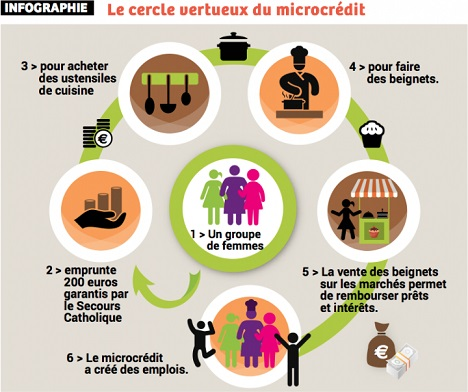 INFOGRAPHIE
Le cercle vertueux du microcrédit
1 > Un groupe
de femmes
2 > emprunte
200 euros
garantis par
le Secours
Catholique
3 > pour acheter
des ustensiles
de cuisine
4 > pour faire
des beignets.
5 > La vente des beignets
sur les marchés permet
de rembourser prêts
et intérêts.
6 > Le microcrédit
a créé des emplois.
€
€